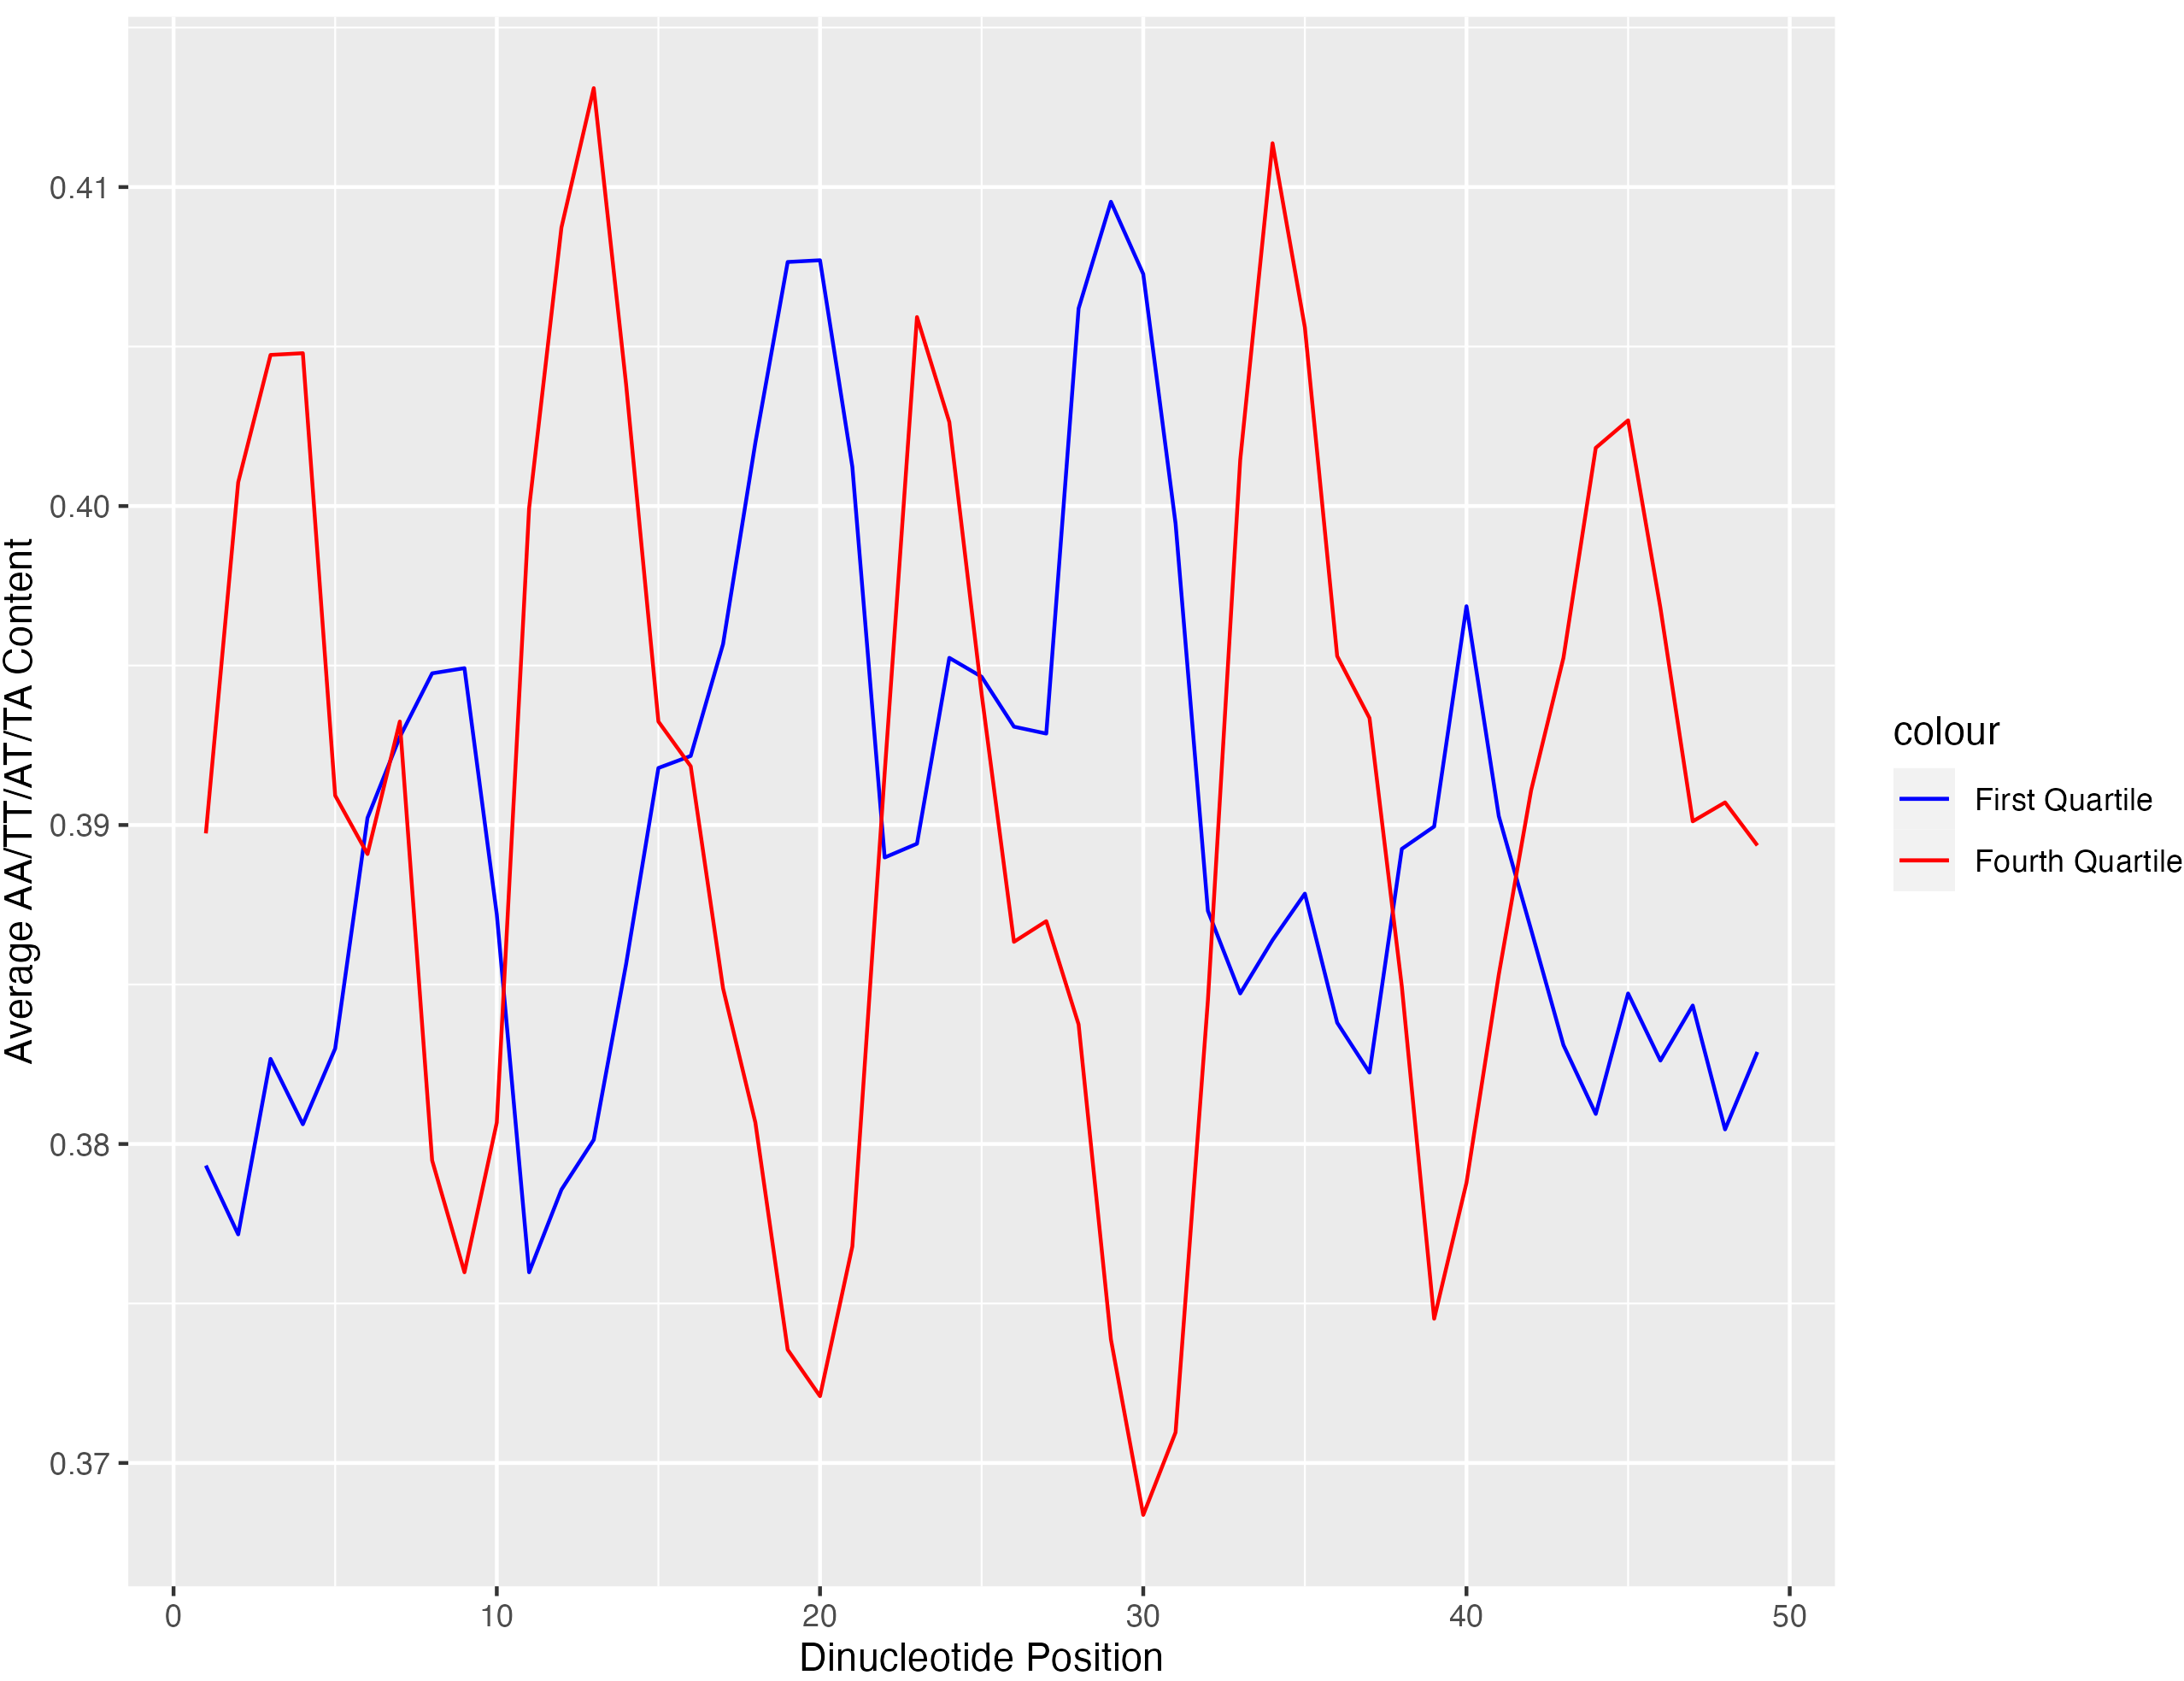 Average AA/TT/AT/TA Content
0.41
0.40
0.39
0.38
0.37
0
10
20
30
40
50
Dinucleotide Position
colour
First Quartile
Fourth Quartile